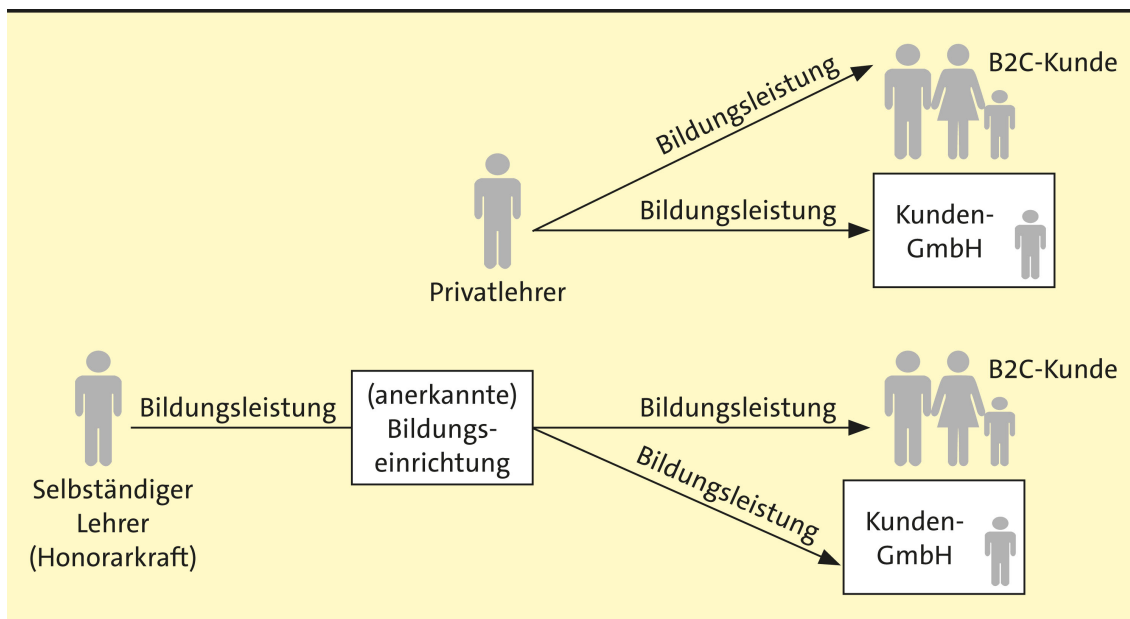 B2C-Kunde
Bildungsleistung
Bildungsleistung
Kunden-
GmbH
Privatlehrer
B2C-Kunde
Bildungsleistung
(anerkannte)
Bildungs-
einrichtung
Bildungsleistung
Bildungsleistung
Selbständiger
Lehrer
(Honorarkraft)
Kunden-
GmbH